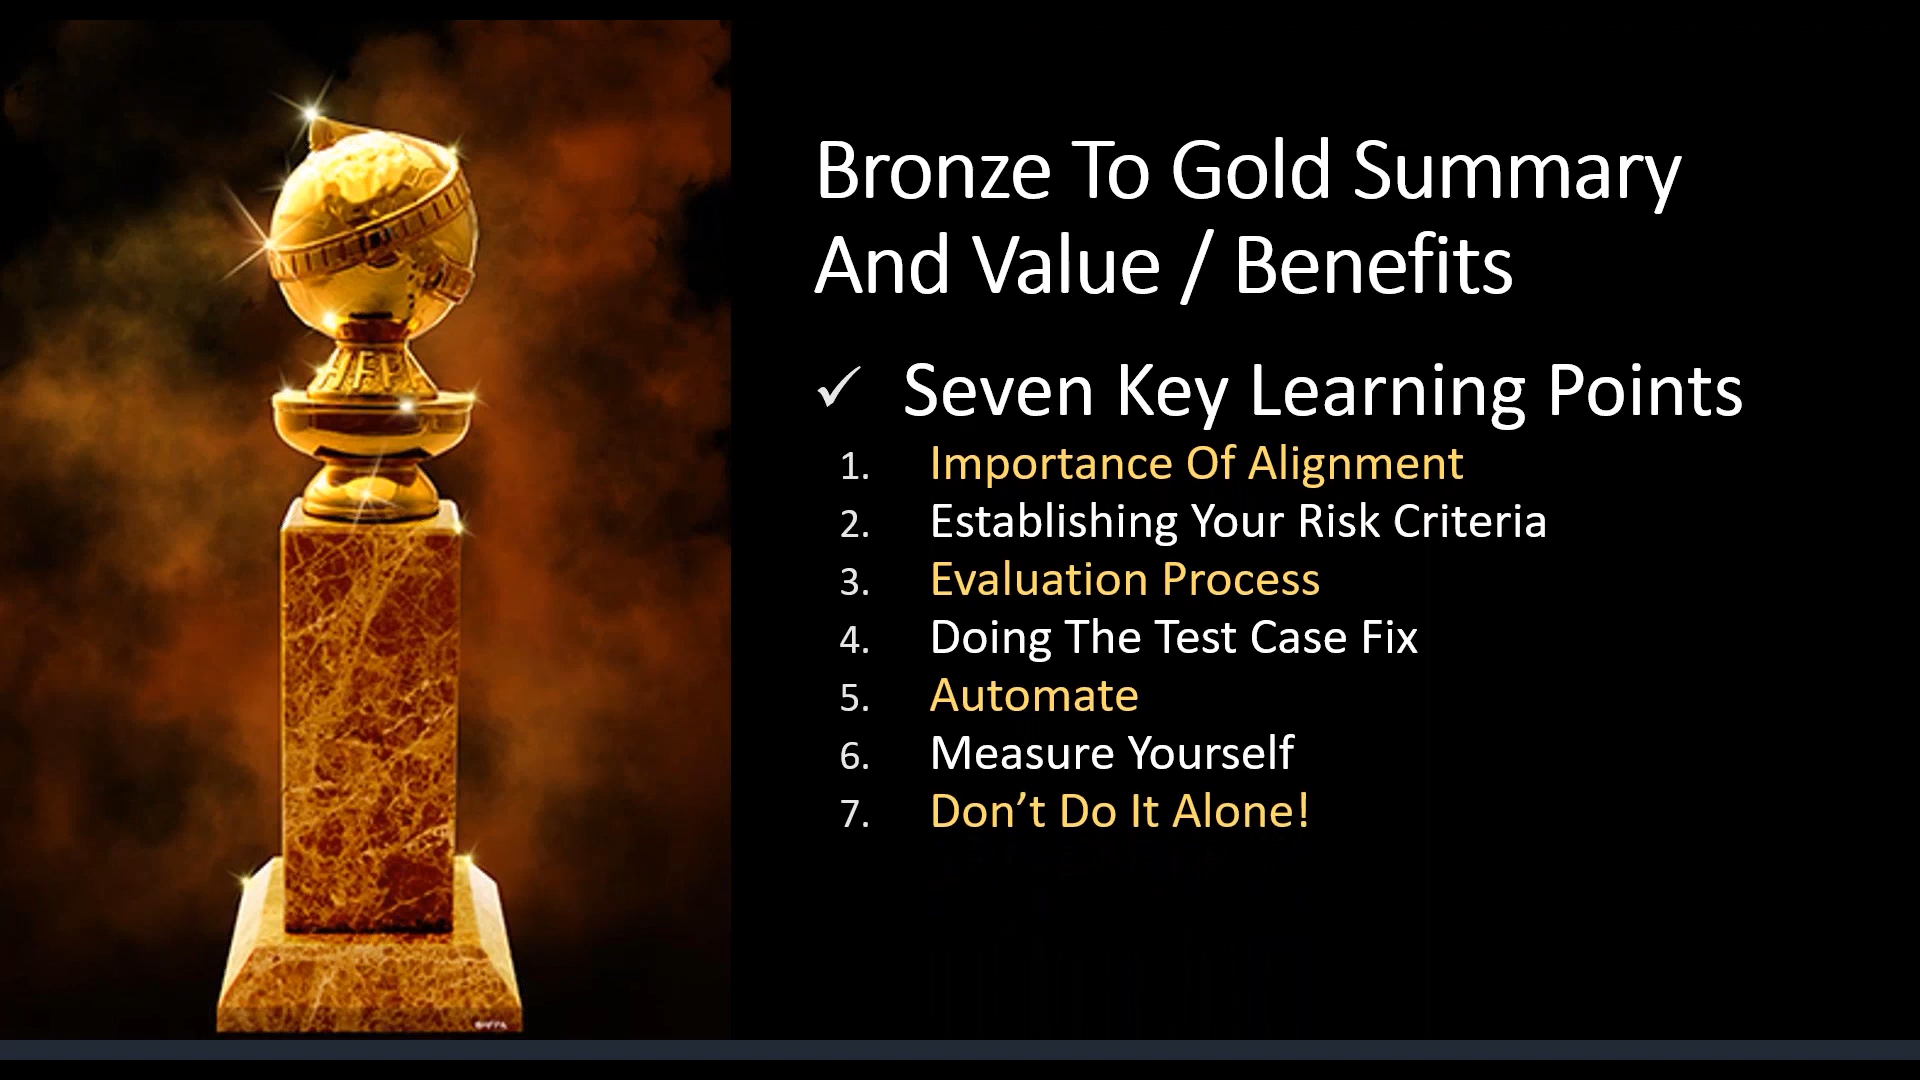 Bronze To Gold Summary
And Value / Benefits
✓ Seven Key Learning Points
1. Importance Of Alignment
2. Establishing Your Risk Criteria
3. Evaluation Process
4. Doing The Test Case Fix
5. Automate
6. Measure Yourself
7. Don’t Do It Alone!
HFPA
©HFPA